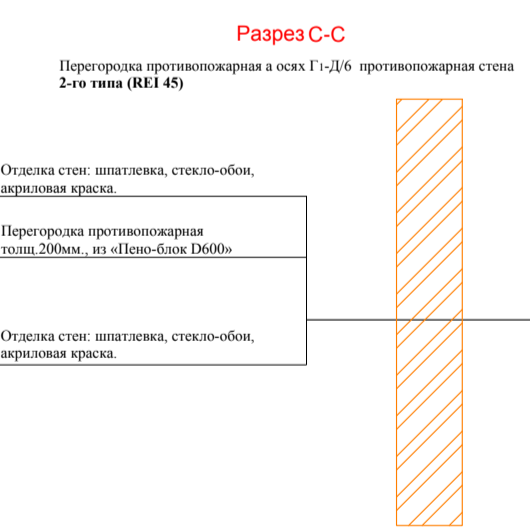 Разрез С-С
Перегородка противопожарная а осях Г1-Д/6 противопожарная стена
2-го типа (REI 45)
Отделка стен: шпатлевка, стекло-обои,
акриловая краска.
Перегородка противопожарная
толщ.200мм., из «Пено-блок D600»
Отделка стен: шпатлевка, стекло-обои,
акриловая краска.